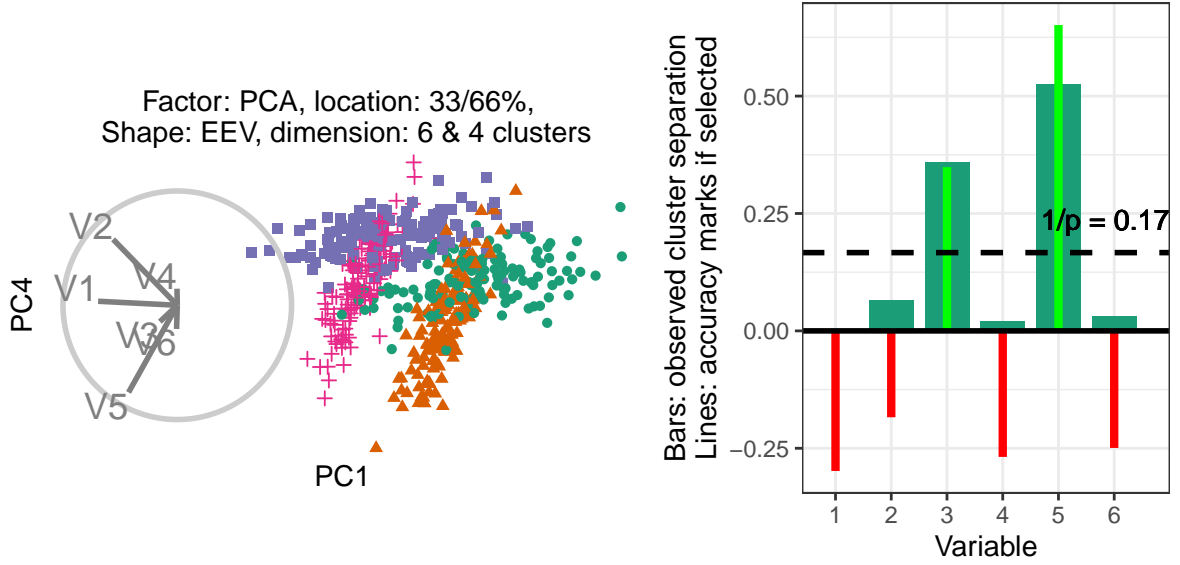 Factor: PCA, location: 33/66%,
Shape: EEV, dimension: 6 & 4 clusters
V2
V4
V1
V3
V6
V5
PC4
PC1
Bars: observed cluster separation
Lines: accuracy marks if selected
0.50
0.25
0.00
−0.25
1/p = 0.17
1 2 3 4 5 6
Variable